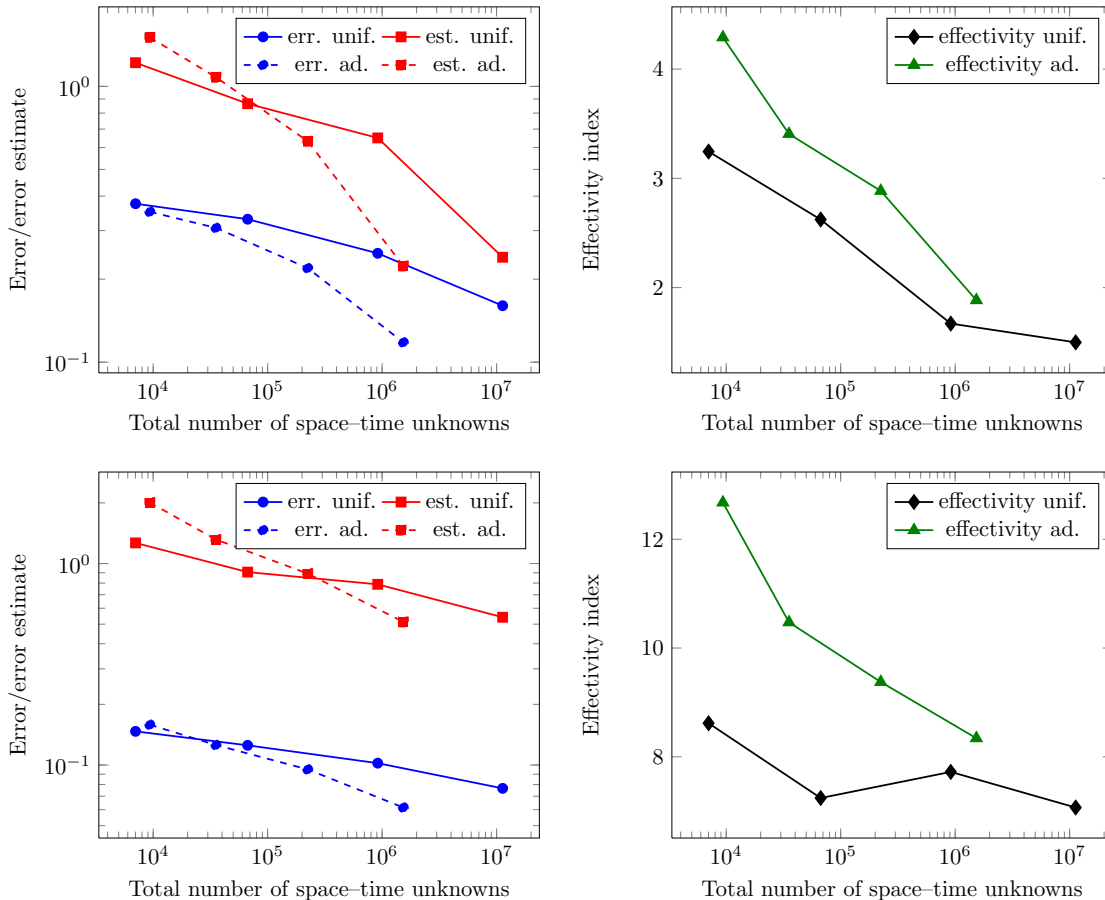 err. unif. est. unif.
err. ad. est. ad.
Error/error estimate
10^0
10^-1
10^4 10^5 10^6 10^7
Total number of space–time unknowns
effectivity unif.
effectivity ad.
Effectivity index
4
3
2
10^4 10^5 10^6 10^7
Total number of space–time unknowns
err. unif. est. unif.
err. ad. est. ad.
Error/error estimate
10^0
10^-1
10^4 10^5 10^6 10^7
Total number of space–time unknowns
effectivity unif.
effectivity ad.
Effectivity index
12
10
8
10^4 10^5 10^6 10^7
Total number of space–time unknowns